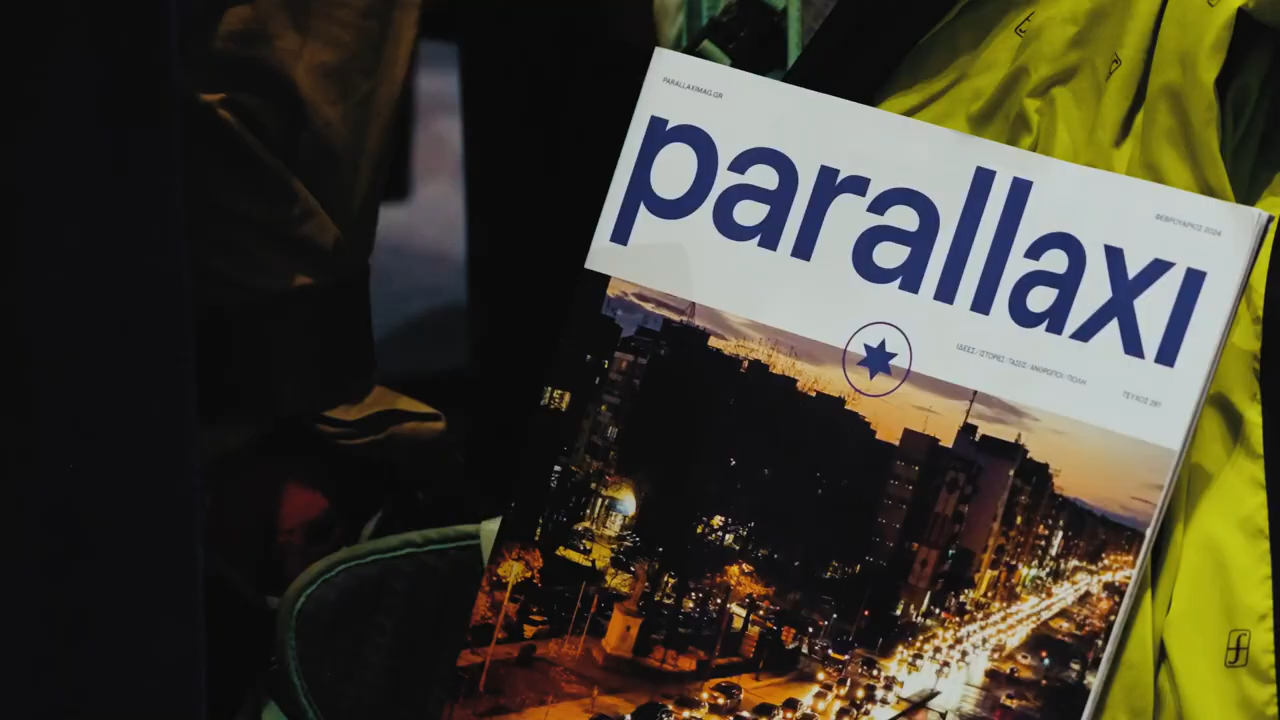 PARALLAXIMAG.GR
parallaxi
ΦΕΒΡΟΥΑΡΙΟΣ 2024
ΙΔΕΕΣ / ΙΣΤΟΡΙΕΣ / ΤΑΣΕΙΣ / ΑΝΘΡΩΠΟΙ / ΠΟΛΗ
ΤΕΥΧΟΣ 281